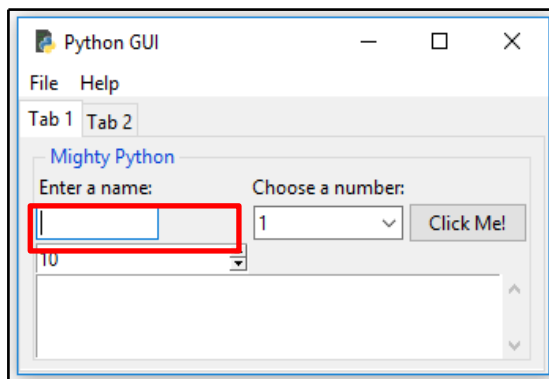 Python GUI
File Help
Tab 1 Tab 2
Mighty Python
Enter a name: Choose a number:
1 Click Me!
10